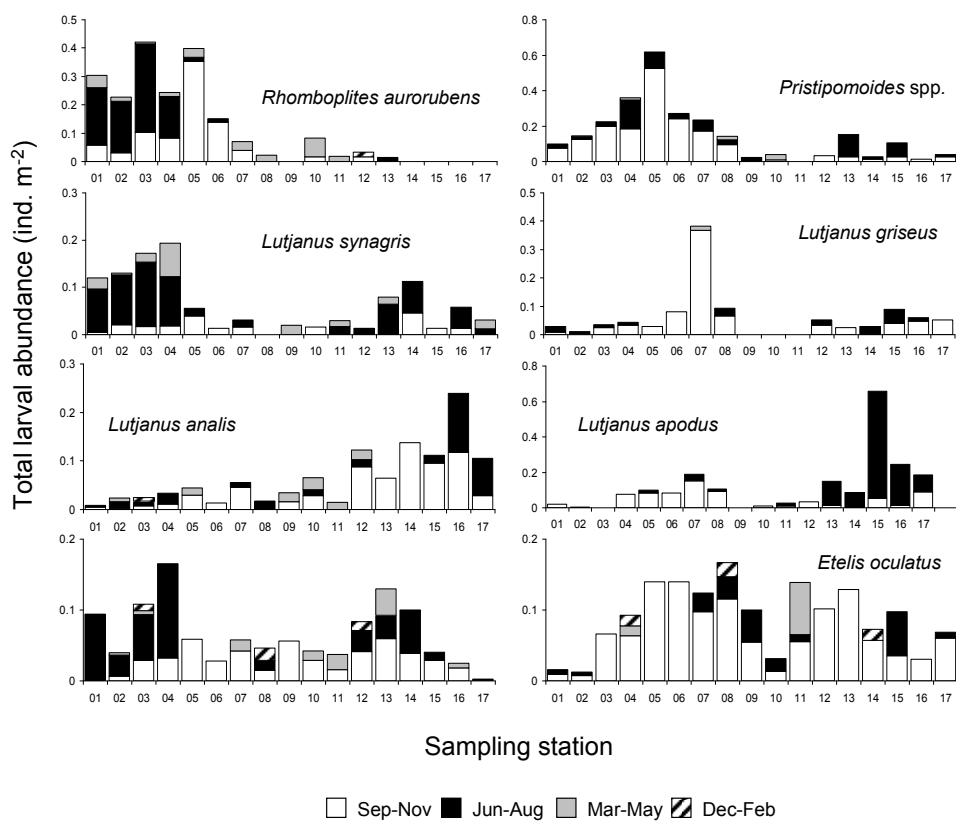 Total larval abundance (ind. m-2)
0.5
0.4
0.3
0.2
0.1
0
Rhomboplites aurorubens
01 02 03 04 05 06 07 08 09 10 11 12 13 14 15 16 17
0.8
0.6
0.4
0.2
0
Pristipomoides spp.
01 02 03 04 05 06 07 08 09 10 11 12 13 14 15 16 17
0.3
0.2
0.1
0
Lutjanus synagris
01 02 03 04 05 06 07 08 09 10 11 12 13 14 15 16 17
0.5
0.4
0.3
0.2
0.1
0
Lutjanus griseus
01 02 03 04 05 06 07 08 09 10 11 12 13 14 15 16 17
0.3
0.2
0.1
0
Lutjanus analis
01 02 03 04 05 06 07 08 09 10 11 12 13 14 15 16 17
0.8
0.6
0.4
0.2
0
Lutjanus apodus
01 02 03 04 05 06 07 08 09 10 11 12 13 14 15 16 17
0.2
0.1
0
01 02 03 04 05 06 07 08 09 10 11 12 13 14 15 16 17
0.2
0.1
0
Etelis oculatus
01 02 03 04 05 06 07 08 09 10 11 12 13 14 15 16 17
Sampling station
Sep-Nov Jun-Aug Mar-May Dec-Feb